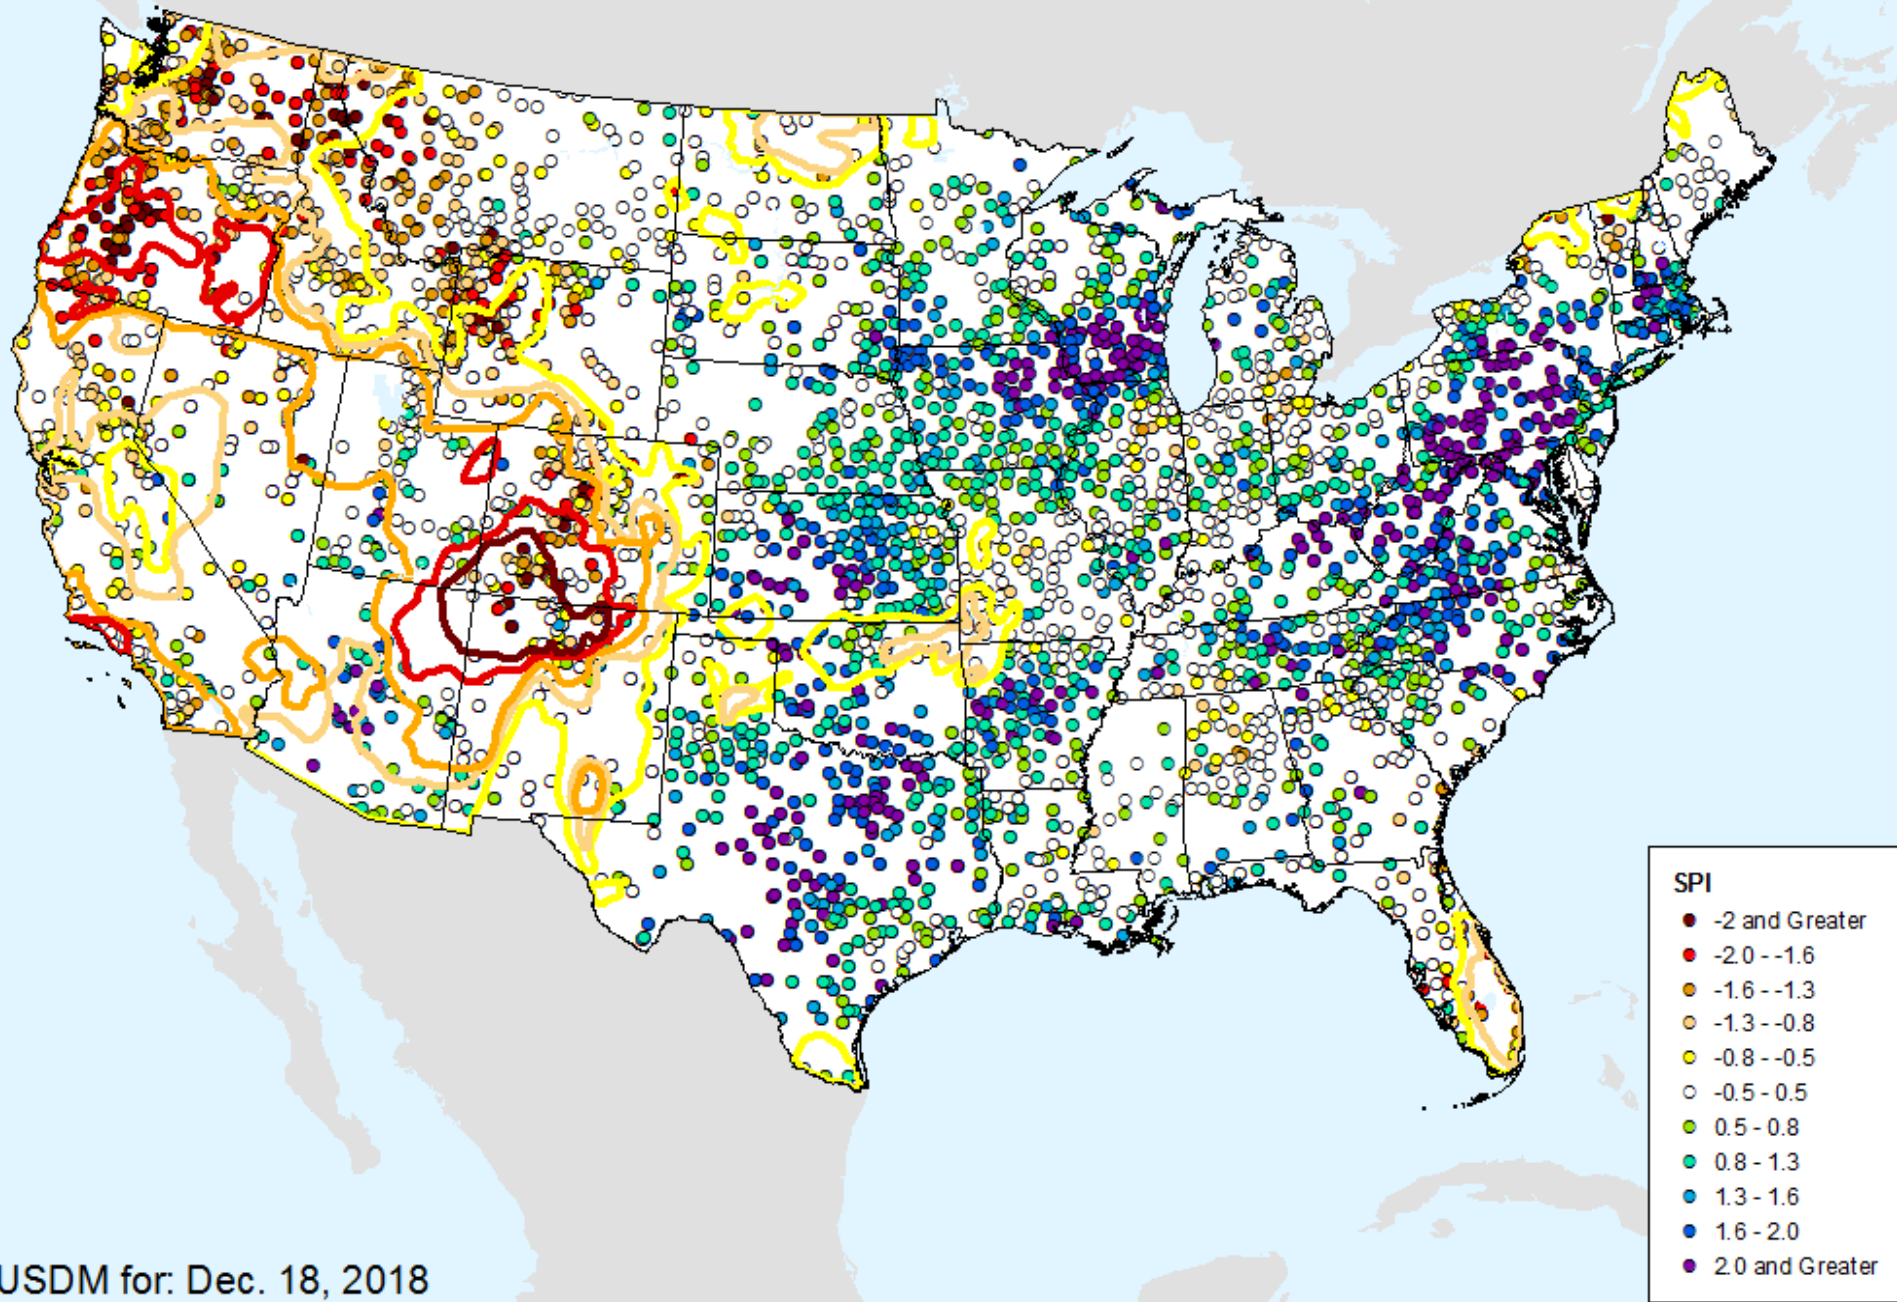 SPI
-2 and Greater
-2.0 - -1.6
-1.6 - -1.3
-1.3 - -0.8
-0.8 - -0.5
-0.5 - 0.5
0.5 - 0.8
0.8 - 1.3
1.3 - 1.6
1.6 - 2.0
2.0 and Greater
USDM for: Dec. 18, 2018